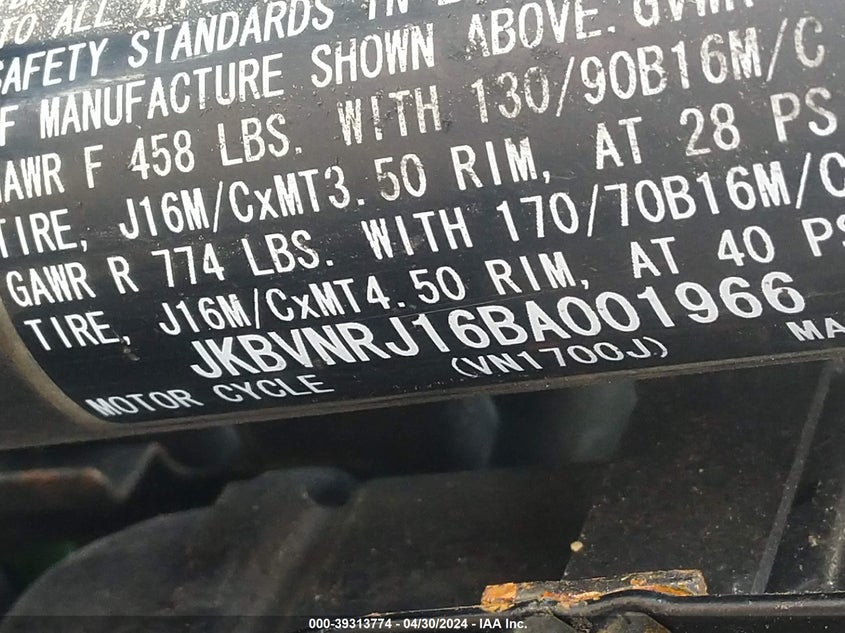 TO ALL APP
SAFETY STANDARDS IN
F MANUFACTURE SHOWN ABOVE. GVWR
GAWR F 458 LBS. WITH 130/90B16M/C
TIRE, J16M/CxMT3.50 RIM, AT 28 PS
GAWR R 774 LBS. WITH 170/70B16M/C
TIRE, J16M/CxMT4.50 RIM, AT 40 PS
JKBVNRJ16BA001966
MOTOR CYCLE (VN1700J) MA
000-39313774 - 04/30/2024 - IAA Inc.